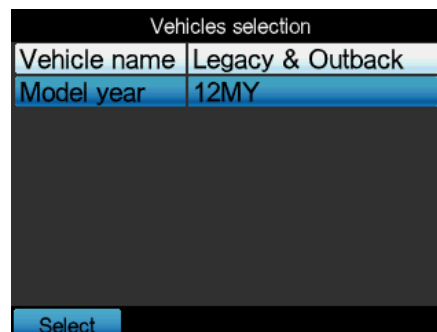 Vehicles selection
Vehicle name Legacy & Outback
Model year 12MY
Select